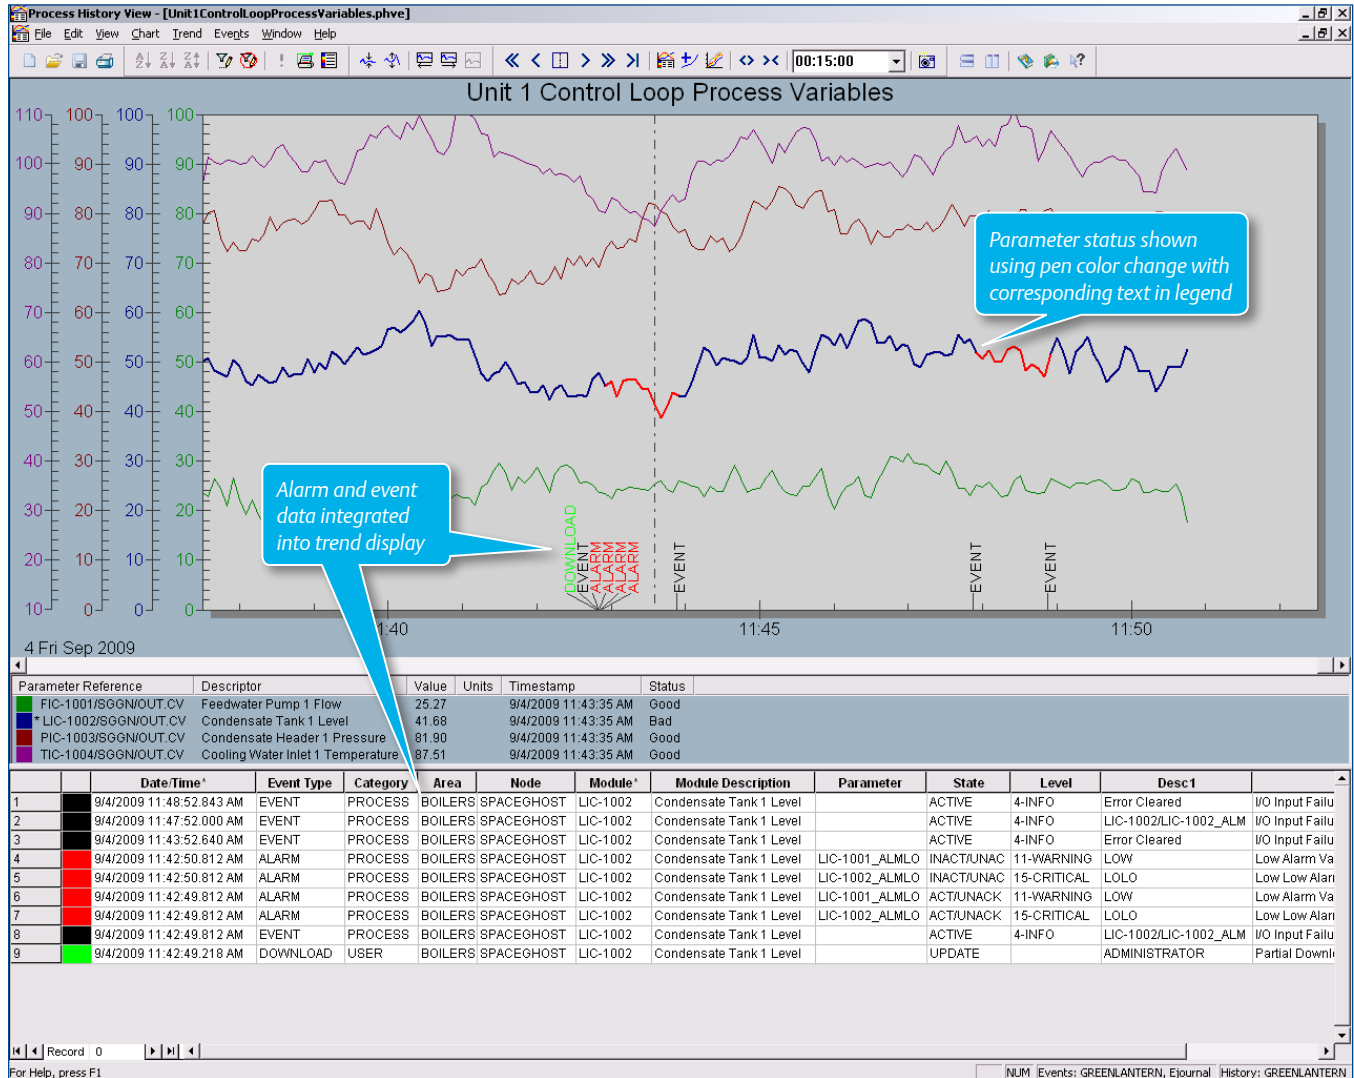 Process History View - [Unit1ControlLoopProcessVariables.phve]
File Edit View Chart Trend Events Window Help
00:15:00
Unit 1 Control Loop Process Variables
110 100 100 100
100 90 90 90
90 80 80 80
80 70 70 70
70 60 60 60
60 50 50 50
50 40 40 40
40 30 30 30
30 20 20 20
20 10 10 10
10 0 0 0
Parameter status shown
using pen color change with
corresponding text in legend
Alarm and event
data integrated
into trend display
DOWNLOAD
EVENT
ALARM
ALARM
ALARM
ALARM
EVENT
EVENT
EVENT
:40 11:45 11:50
4 Fri Sep 2009
Parameter Reference Descriptor Value Units Timestamp Status
FIC-1001/SGGN/OUT.CV Feedwater Pump 1 Flow 25.27 9/4/2009 11:43:35 AM Good
* LIC-1002/SGGN/OUT.CV Condensate Tank 1 Level 41.68 9/4/2009 11:43:35 AM Bad
PIC-1003/SGGN/OUT.CV Condensate Header 1 Pressure 81.90 9/4/2009 11:43:35 AM Good
TIC-1004/SGGN/OUT.CV Cooling Water Inlet 1 Temperature 87.51 9/4/2009 11:43:35 AM Good
Date/Time* Event Type Category Area Node Module* Module Description Parameter State Level Desc1
1 9/4/2009 11:48:52.843 AM EVENT PROCESS BOILERS SPACEGHOST LIC-1002 Condensate Tank 1 Level ACTIVE 4-INFO Error Cleared I/O Input Failu
2 9/4/2009 11:47:52.000 AM EVENT PROCESS BOILERS SPACEGHOST LIC-1002 Condensate Tank 1 Level ACTIVE 4-INFO LIC-1002/LIC-1002_ALM I/O Input Failu
3 9/4/2009 11:43:52.640 AM EVENT PROCESS BOILERS SPACEGHOST LIC-1002 Condensate Tank 1 Level ACTIVE 4-INFO Error Cleared I/O Input Failu
4 9/4/2009 11:42:50.812 AM ALARM PROCESS BOILERS SPACEGHOST LIC-1002 Condensate Tank 1 Level LIC-1001_ALMLO INACT/UNAC 11-WARNING LOW Low Alarm Va
5 9/4/2009 11:42:50.812 AM ALARM PROCESS BOILERS SPACEGHOST LIC-1002 Condensate Tank 1 Level LIC-1002_ALMLO INACT/UNAC 15-CRITICAL LOLO Low Low Alarr
6 9/4/2009 11:42:49.812 AM ALARM PROCESS BOILERS SPACEGHOST LIC-1002 Condensate Tank 1 Level LIC-1001_ALMLO ACT/UNACK 11-WARNING LOW Low Alarm Va
7 9/4/2009 11:42:49.812 AM ALARM PROCESS BOILERS SPACEGHOST LIC-1002 Condensate Tank 1 Level LIC-1002_ALMLO ACT/UNACK 15-CRITICAL LOLO Low Low Alarr
8 9/4/2009 11:42:49.812 AM EVENT PROCESS BOILERS SPACEGHOST LIC-1002 Condensate Tank 1 Level ACTIVE 4-INFO LIC-1002/LIC-1002_ALM I/O Input Failu
9 9/4/2009 11:42:49.218 AM DOWNLOAD USER BOILERS SPACEGHOST LIC-1002 Condensate Tank 1 Level UPDATE ADMINISTRATOR Partial Downl
Record 0
For Help, press F1 NUM Events: GREENLANTERN, Ejournal History: GREENLANTERN